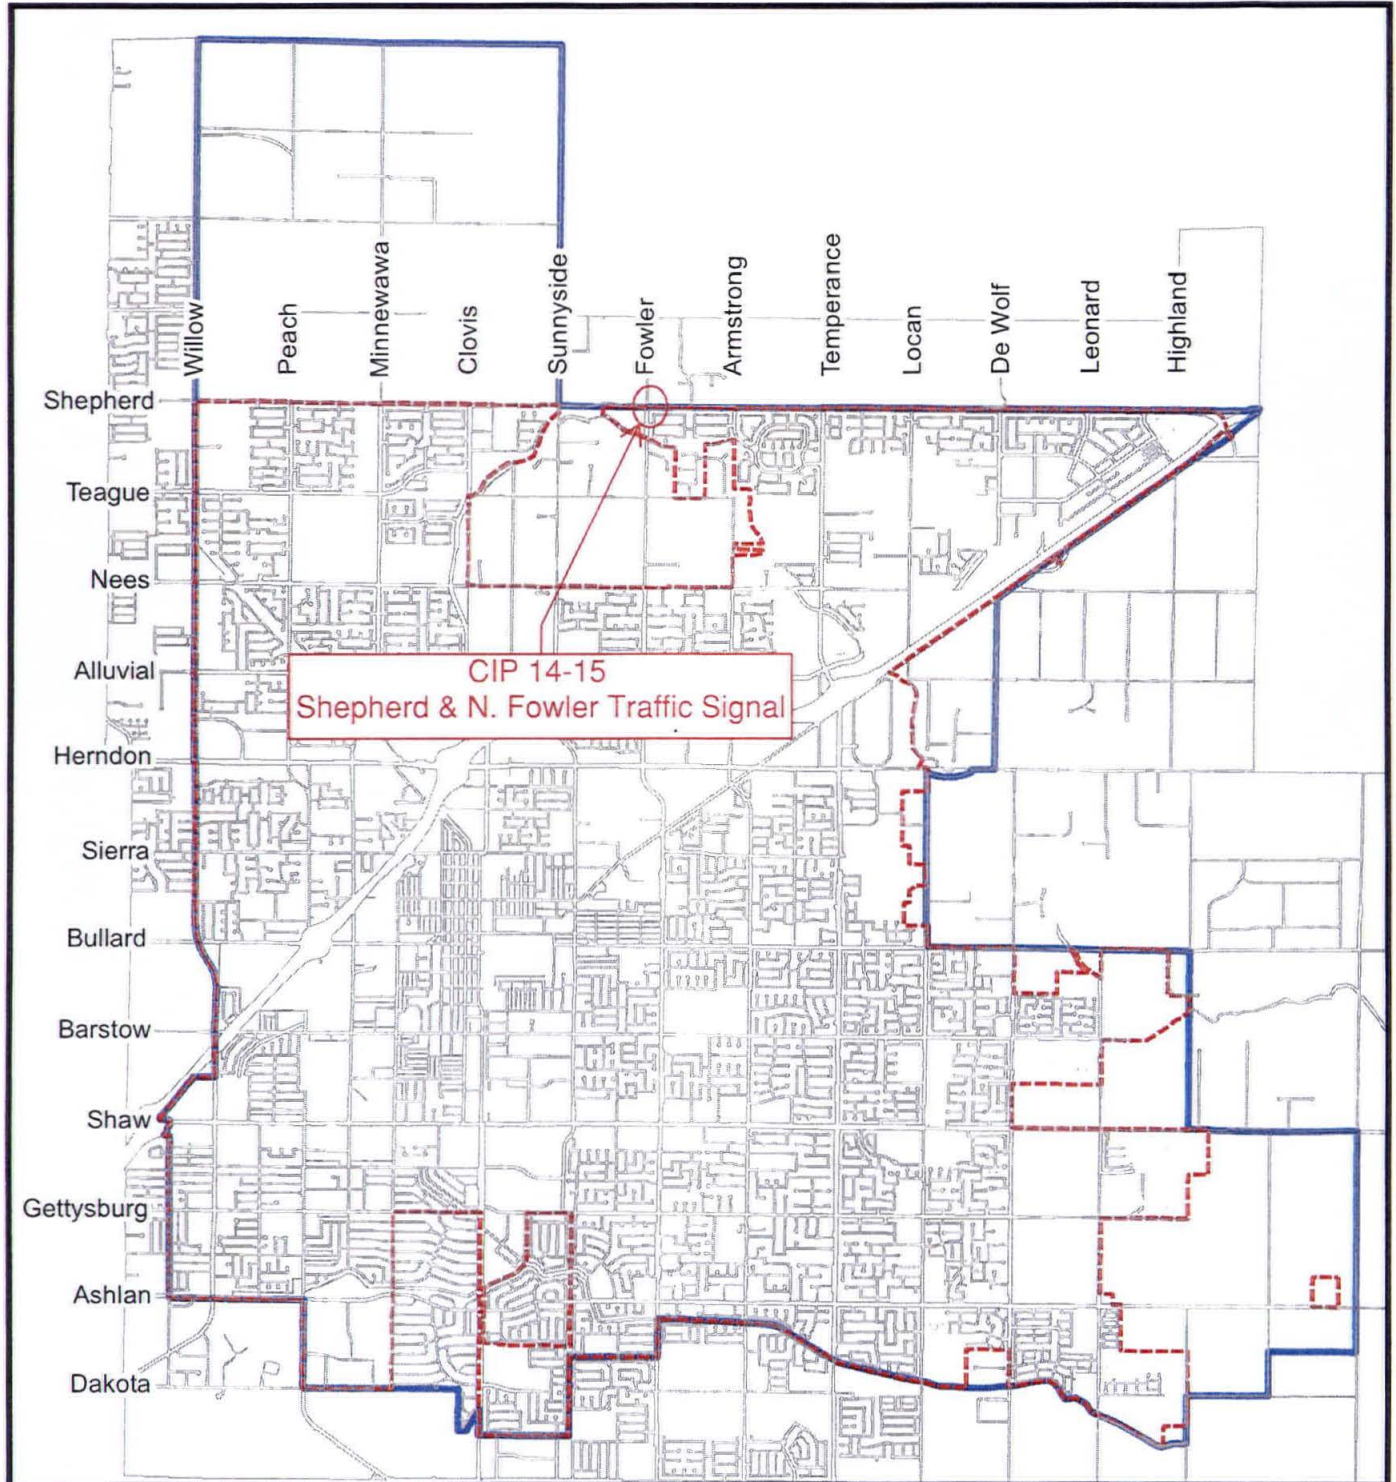 Willow
Peach
Minnewawa
Clovis
Sunnyside
Fowler
Armstrong
Temperance
Locan
De Wolf
Leonard
Highland
Shepherd
Teague
Nees
Alluvial
CIP 14-15
Shepherd & N. Fowler Traffic Signal
Herndon
Sierra
Bullard
Barstow
Shaw
Gettysburg
Ashlan
Dakota